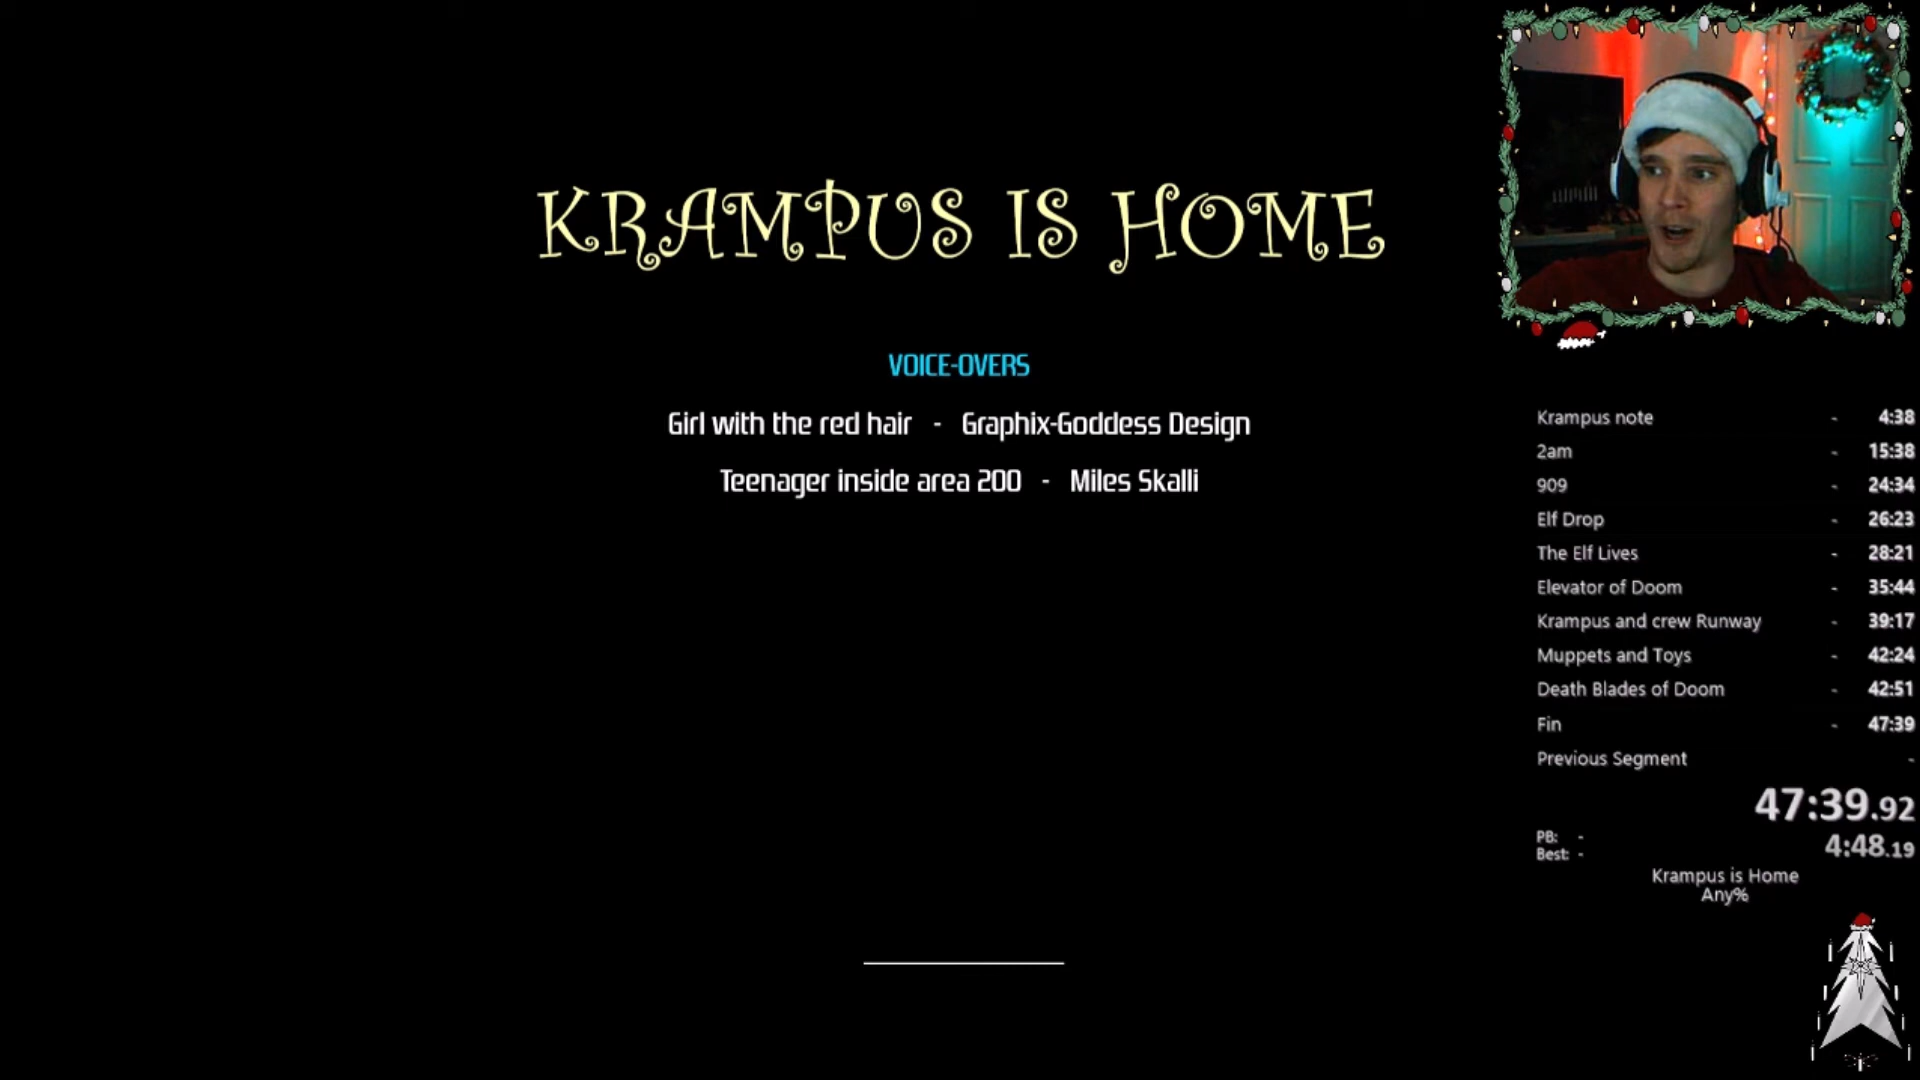 KRAMPUS IS HOME
VOICE-OVERS
Girl with the red hair - Graphix-Goddess Design
Teenager inside area 200 - Miles Skalli
Krampus note - 4:38
2am - 15:38
909 - 24:34
Elf Drop - 26:23
The Elf Lives - 28:21
Elevator of Doom - 35:44
Krampus and crew Runway - 39:17
Muppets and Toys - 42:24
Death Blades of Doom - 42:51
Fin - 47:39
Previous Segment -
47:39.92
PB: - 4:48.19
Best: -
Krampus is Home
Any%